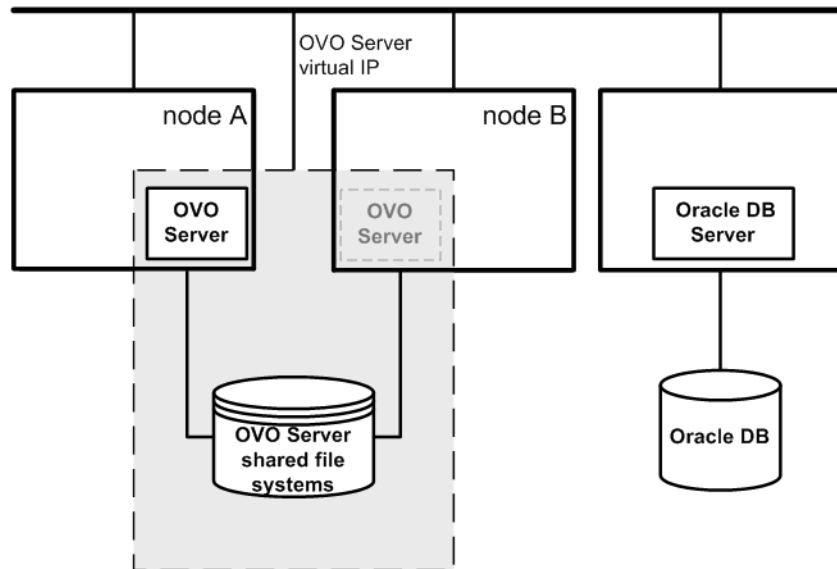 OVO Server
virtual IP
node A
node B
OVO
Server
OVO
Server
Oracle DB
Server
OVO Server
shared file
systems
Oracle DB